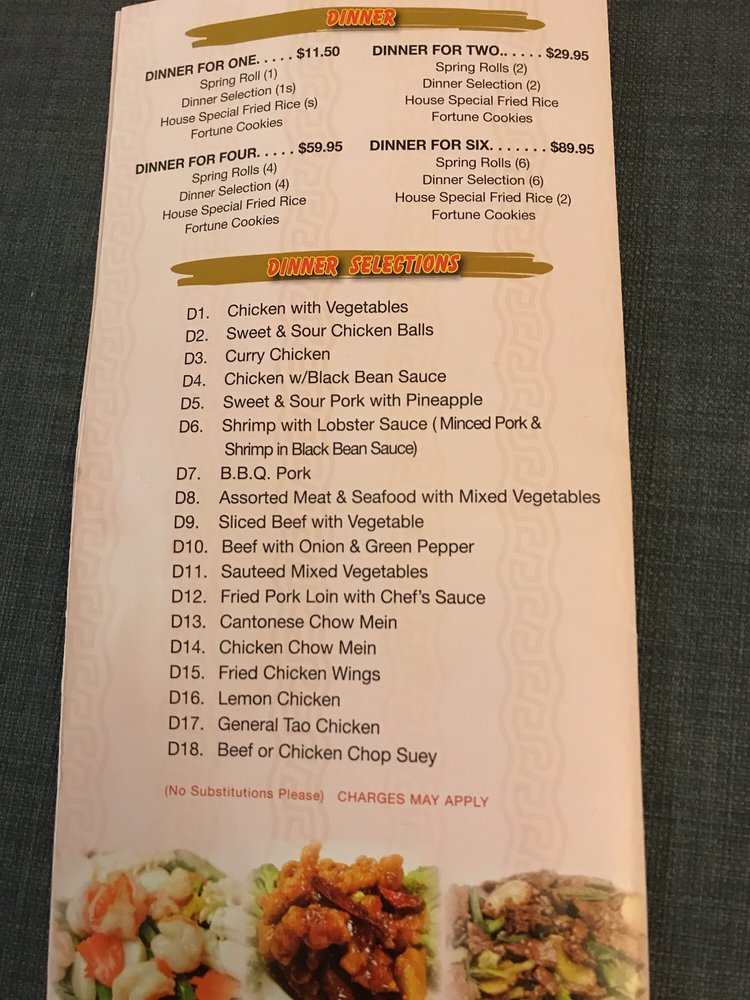 DINNER
DINNER FOR ONE. . . . . $11.50
Spring Roll (1)
Dinner Selection (1s)
House Special Fried Rice (s)
Fortune Cookies
DINNER FOR TWO.. . . . . $29.95
Spring Rolls (2)
Dinner Selection (2)
House Special Fried Rice
Fortune Cookies
DINNER FOR FOUR. . . . . $59.95
Spring Rolls (4)
Dinner Selection (4)
House Special Fried Rice
Fortune Cookies
DINNER FOR SIX. . . . . . . $89.95
Spring Rolls (6)
Dinner Selection (6)
House Special Fried Rice (2)
Fortune Cookies
DINNER SELECTIONS
D1. Chicken with Vegetables
D2. Sweet & Sour Chicken Balls
D3. Curry Chicken
D4. Chicken w/Black Bean Sauce
D5. Sweet & Sour Pork with Pineapple
D6. Shrimp with Lobster Sauce ( Minced Pork &
Shrimp in Black Bean Sauce)
D7. B.B.Q. Pork
D8. Assorted Meat & Seafood with Mixed Vegetables
D9. Sliced Beef with Vegetable
D10. Beef with Onion & Green Pepper
D11. Sauteed Mixed Vegetables
D12. Fried Pork Loin with Chef's Sauce
D13. Cantonese Chow Mein
D14. Chicken Chow Mein
D15. Fried Chicken Wings
D16. Lemon Chicken
D17. General Tao Chicken
D18. Beef or Chicken Chop Suey
(No Substitutions Please) CHARGES MAY APPLY